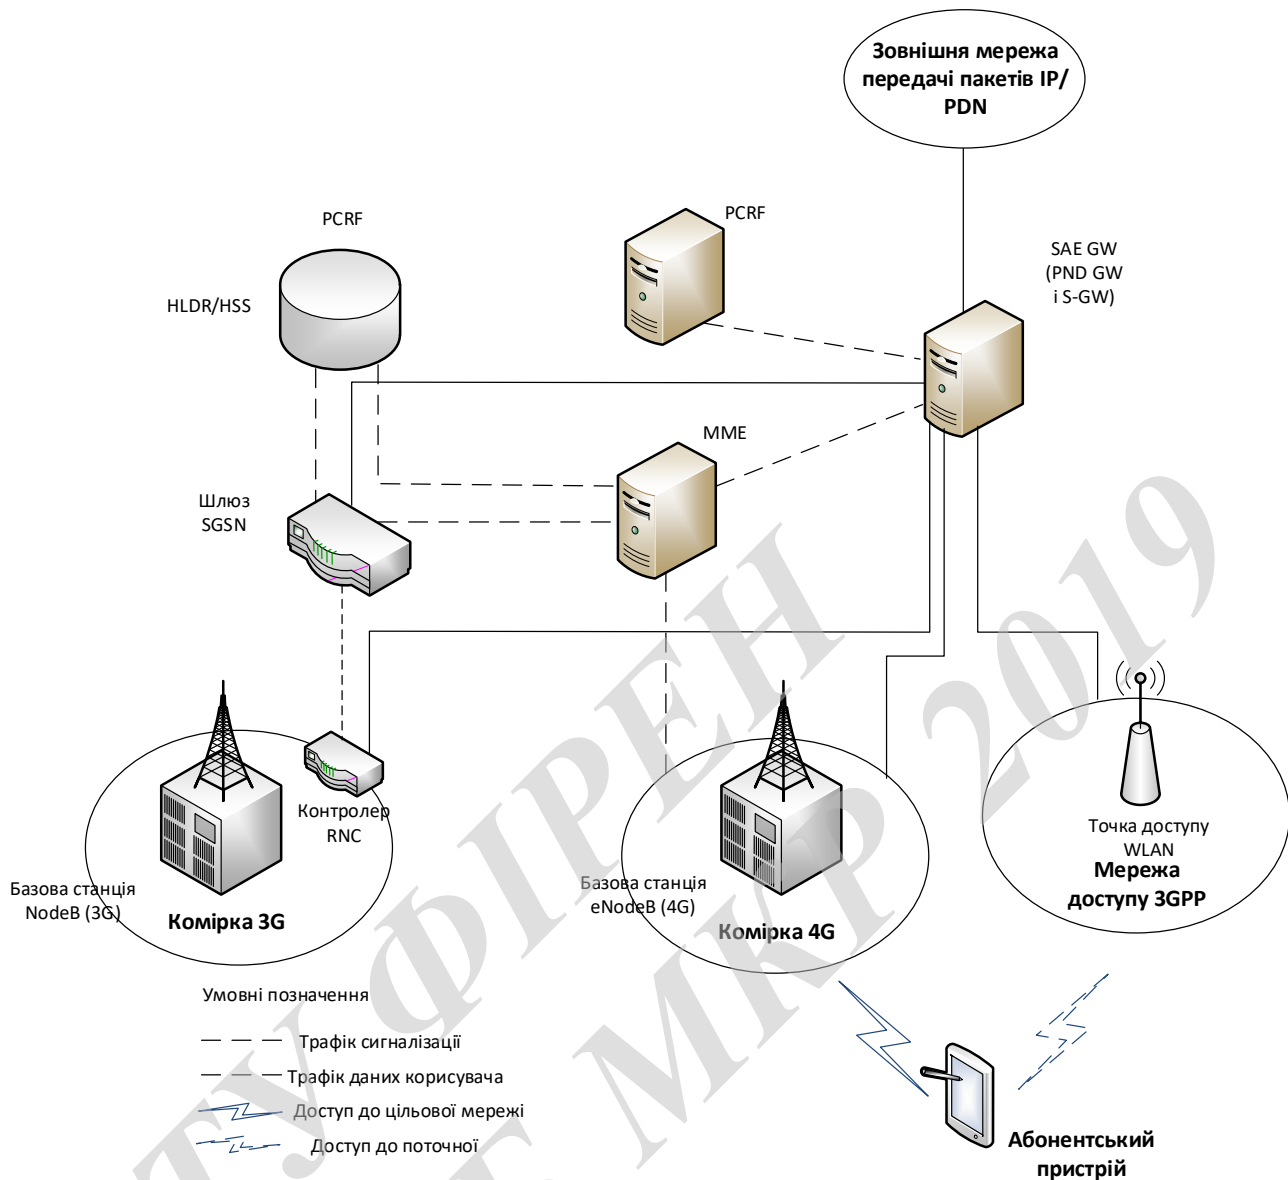 Зовнішня мережа
передачі пакетів IP/
PDN
PCRF
PCRF
SAE GW
(PND GW
і S-GW)
HLDR/HSS
MME
Шлюз
SGSN
Контролер
RNC
Базова станція
NodeB (3G)
Комірка 3G
Базова станція
eNodeB (4G)
Комірка 4G
Точка доступу
WLAN
Мережа
доступу 3GPP
Умовні позначення
Трафік сигналізації
Трафік даних корисувача
Доступ до цільової мережі
Доступ до поточної
Абонентський
пристрій
ТУ ФІРЕН
МКР 2019